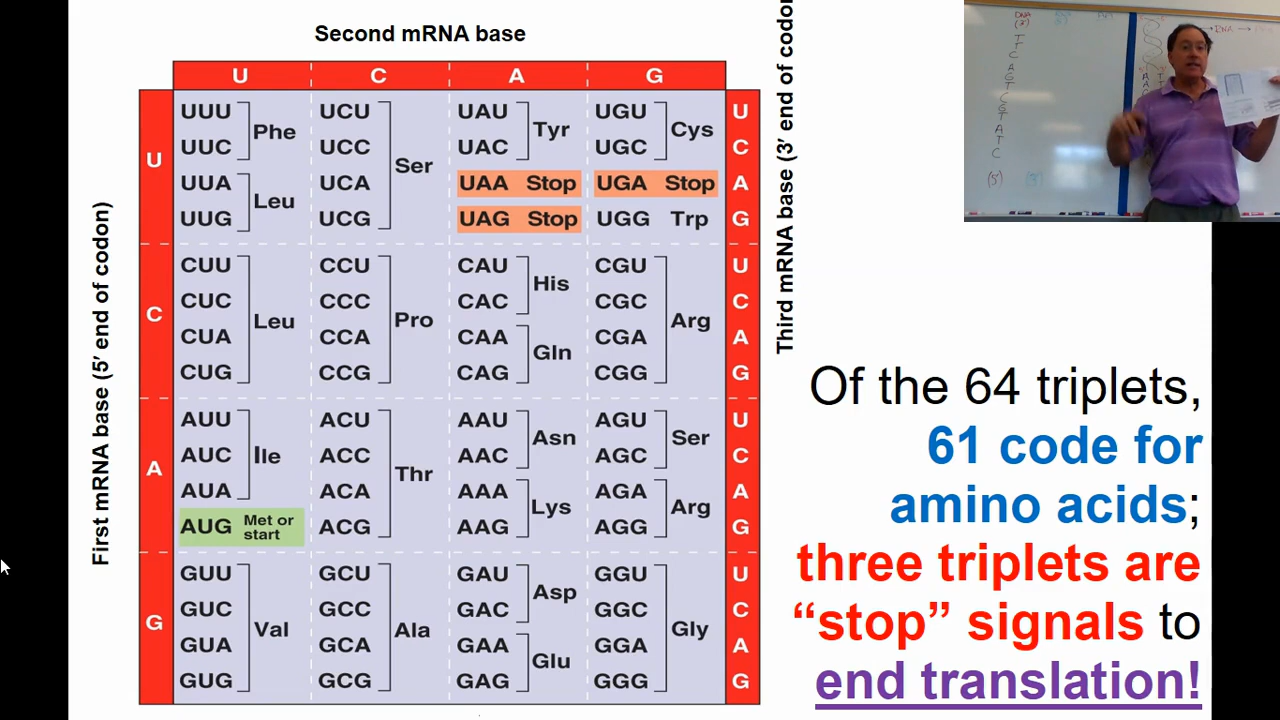 Second mRNA base
U C A G
First mRNA base (5′ end of codon)
Third mRNA base (3′ end of codon)
U
UUU
UUC
Phe
UUA
UUG
Leu
UCU
UCC
UCA
UCG
Ser
UAU
UAC
Tyr
UAA Stop
UAG Stop
UGU
UGC
Cys
UGA Stop
UGG Trp
U
C
A
G
C
CUU
CUC
CUA
CUG
Leu
CCU
CCC
CCA
CCG
Pro
CAU
CAC
His
CAA
CAG
Gln
CGU
CGC
CGA
CGG
Arg
U
C
A
G
A
AUU
AUC
AUA
Ile
AUG Met or
start
ACU
ACC
ACA
ACG
Thr
AAU
AAC
Asn
AAA
AAG
Lys
AGU
AGC
Ser
AGA
AGG
Arg
U
C
A
G
G
GUU
GUC
GUA
GUG
Val
GCU
GCC
GCA
GCG
Ala
GAU
GAC
Asp
GAA
GAG
Glu
GGU
GGC
GGA
GGG
Gly
U
C
A
G
DNA
(3')
T
T
C
A
G
T
C
G
T
A
T
C
(5')
RNA
Of the 64 triplets,
61 code for
amino acids;
three triplets are
“stop” signals to
end translation!